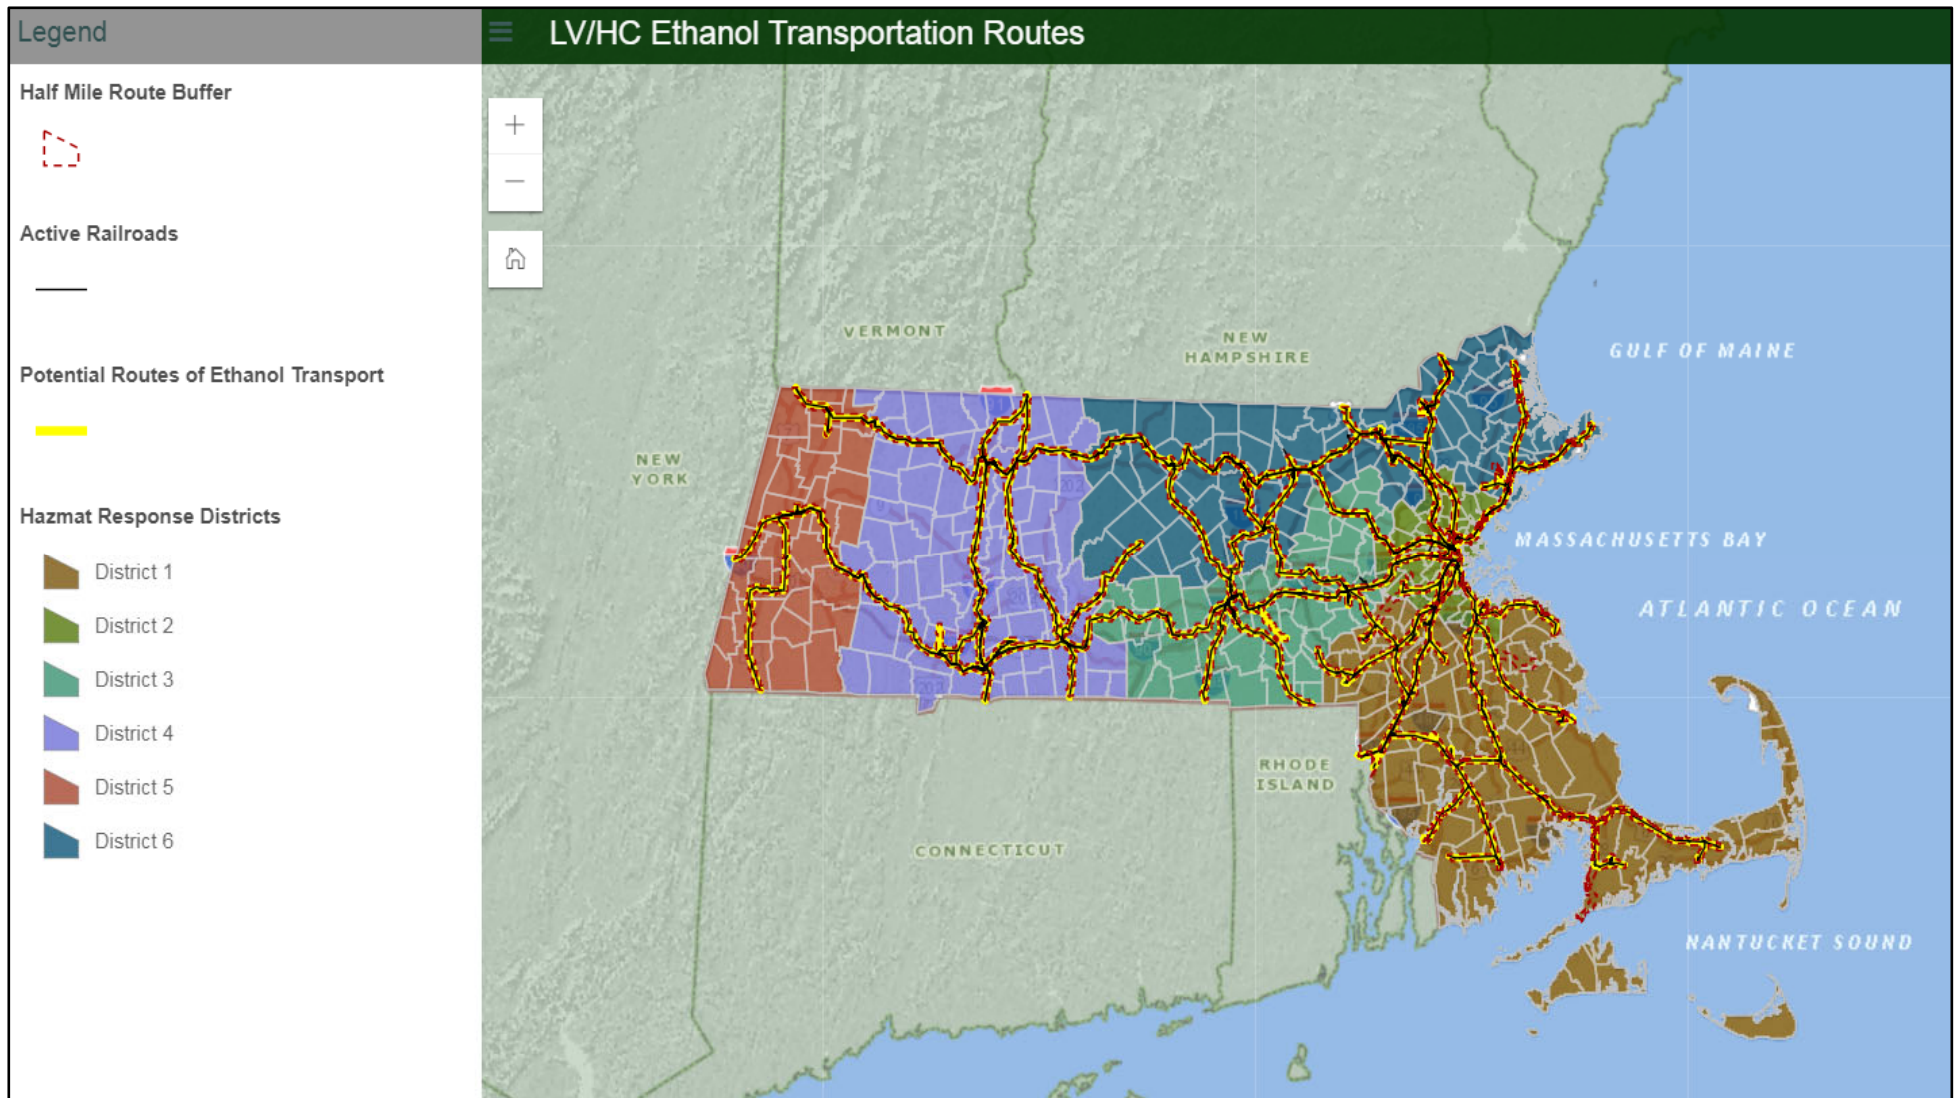 Legend
LV/HC Ethanol Transportation Routes
Half Mile Route Buffer
Active Railroads
Potential Routes of Ethanol Transport
Hazmat Response Districts
District 1
District 2
District 3
District 4
District 5
District 6
VERMONT
NEW
HAMPSHIRE
GULF OF MAINE
NEW
YORK
MASSACHUSETTS BAY
ATLANTIC OCEAN
RHODE
ISLAND
CONNECTICUT
NANTUCKET SOUND